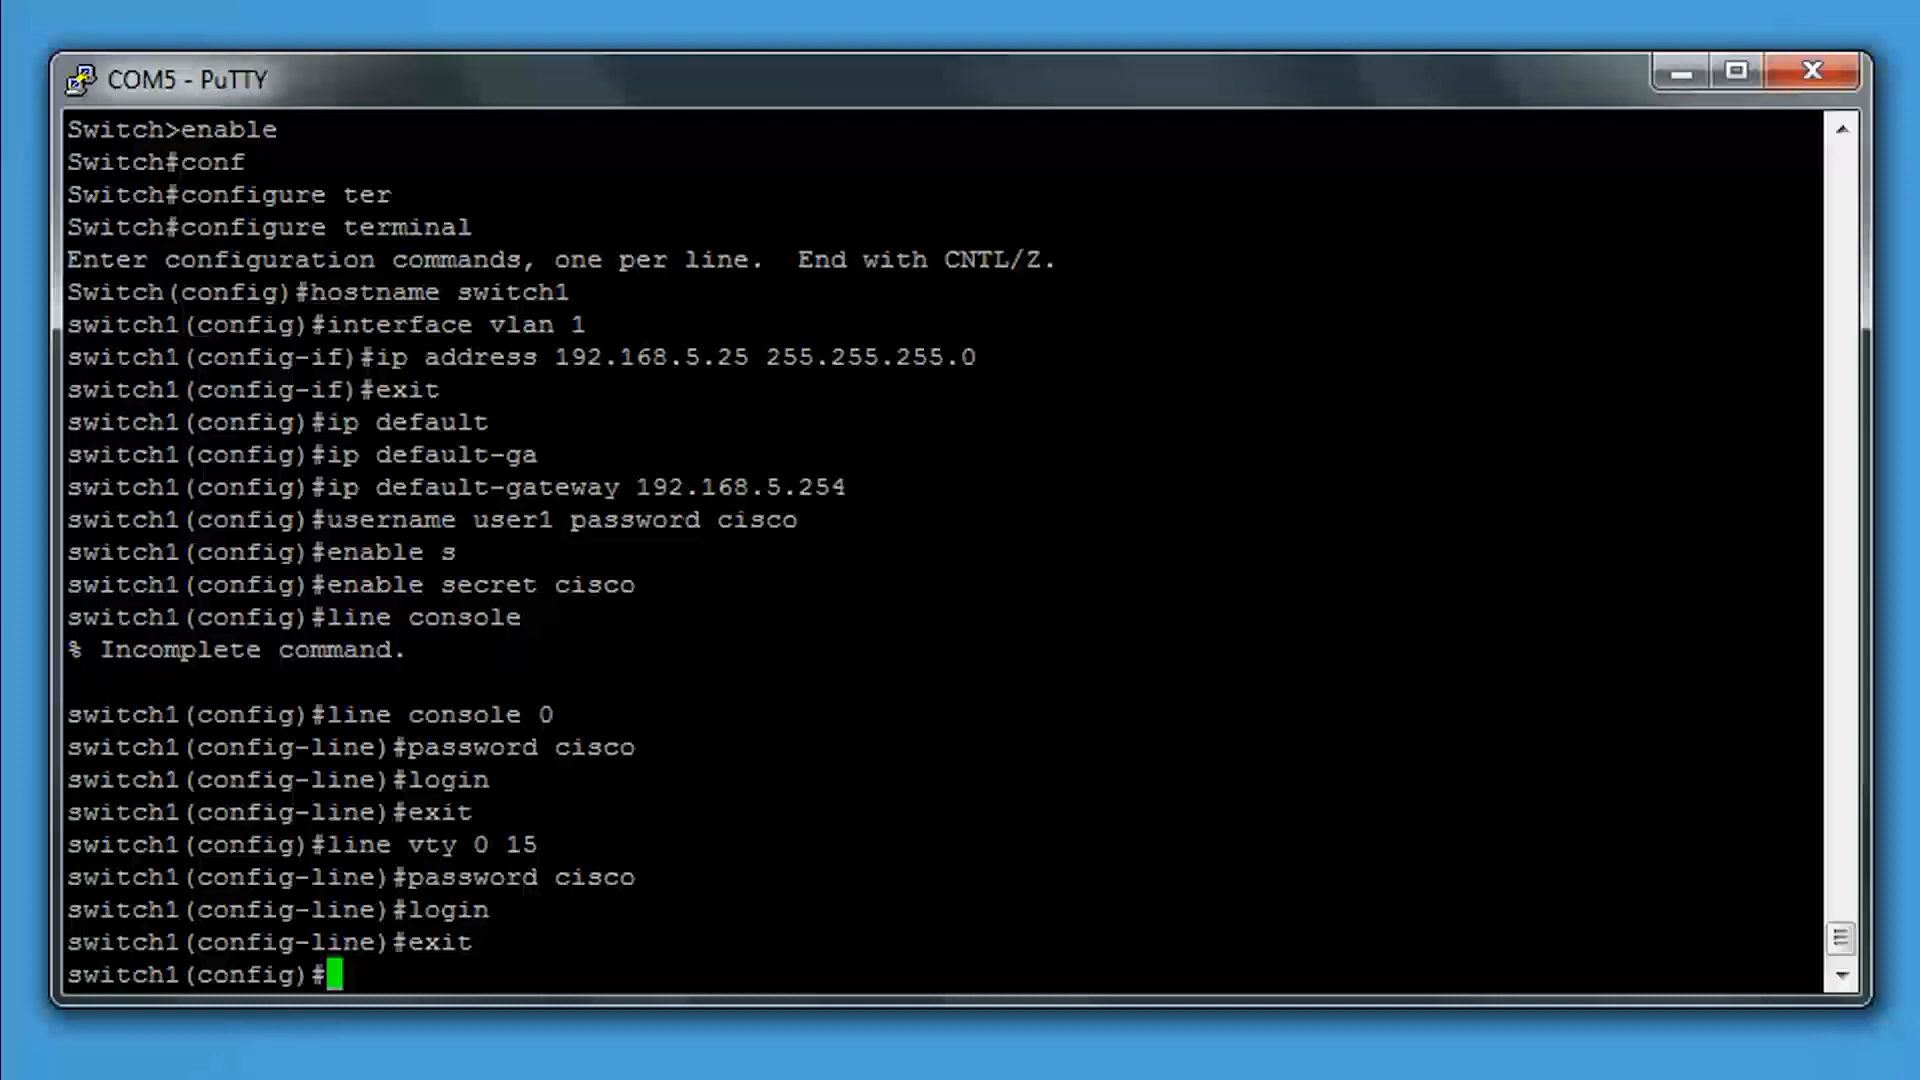 COM5 - PuTTY
Switch>enable
Switch#conf
Switch#configure ter
Switch#configure terminal
Enter configuration commands, one per line.  End with CNTL/Z.
Switch(config)#hostname switch1
switch1(config)#interface vlan 1
switch1(config-if)#ip address 192.168.5.25 255.255.255.0
switch1(config-if)#exit
switch1(config)#ip default
switch1(config)#ip default-ga
switch1(config)#ip default-gateway 192.168.5.254
switch1(config)#username user1 password cisco
switch1(config)#enable s
switch1(config)#enable secret cisco
switch1(config)#line console
% Incomplete command.
switch1(config)#line console 0
switch1(config-line)#password cisco
switch1(config-line)#login
switch1(config-line)#exit
switch1(config)#line vty 0 15
switch1(config-line)#password cisco
switch1(config-line)#login
switch1(config-line)#exit
switch1(config)#